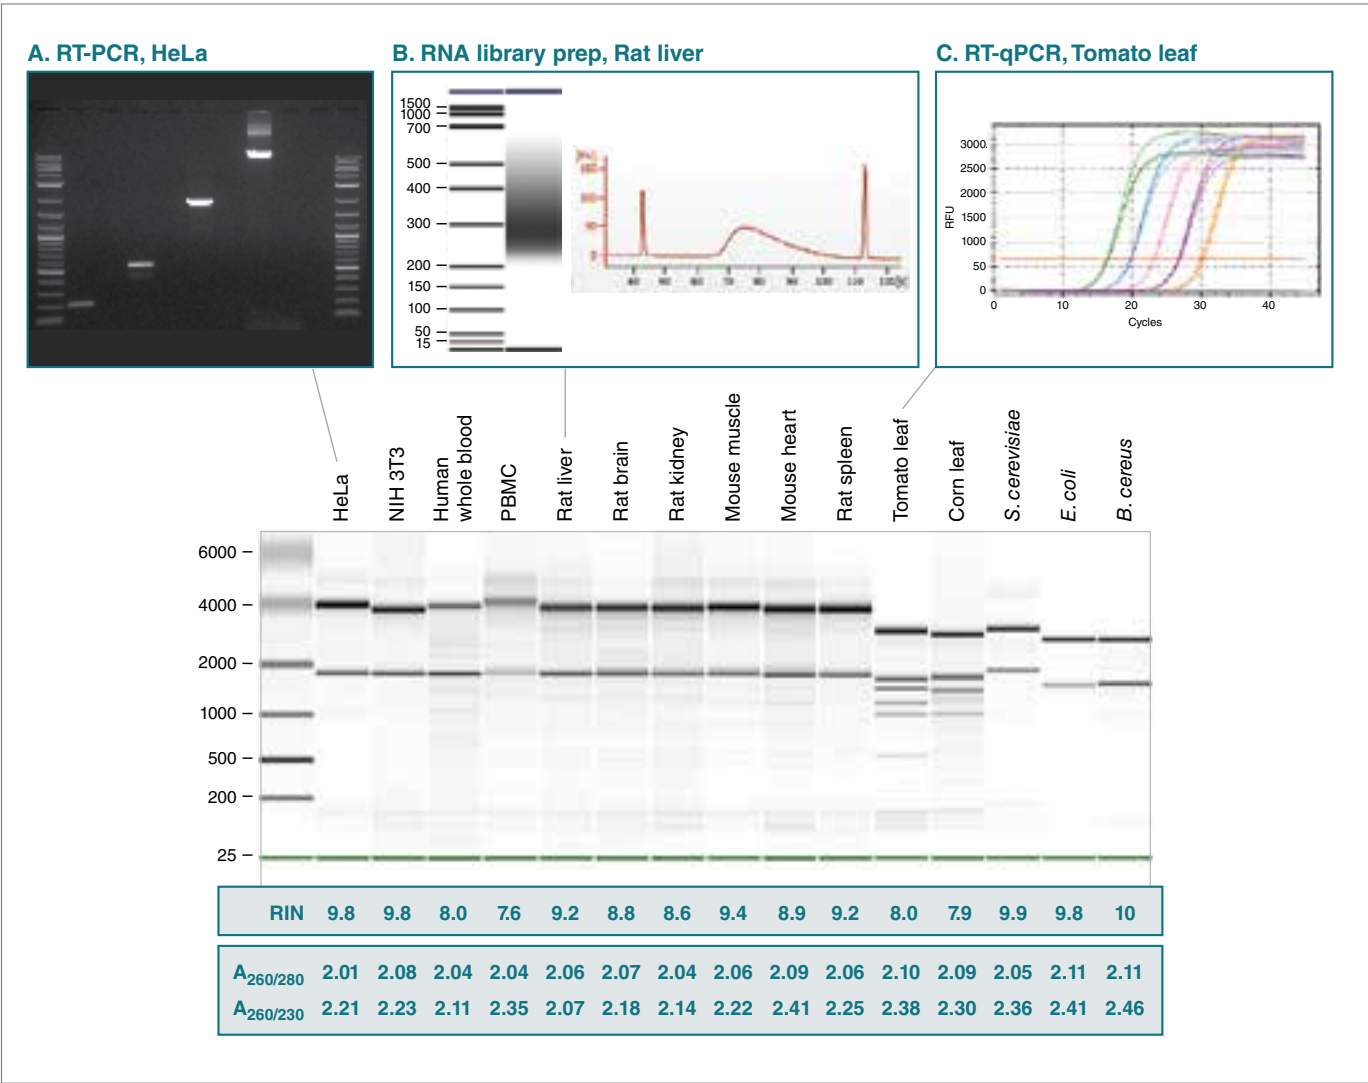 A. RT-PCR, HeLa
B. RNA library prep, Rat liver
C. RT-qPCR, Tomato leaf
1500
1000
700
500
400
300
200
150
100
50
15
3000.
2500
2000
1500
1000
50
0
RFU
0 10 20 30 40
Cycles
HeLa
NIH 3T3
Human
whole blood
PBMC
Rat liver
Rat brain
Rat kidney
Mouse muscle
Mouse heart
Rat spleen
Tomato leaf
Corn leaf
S. cerevisiae
E. coli
B. cereus
6000
4000
2000
1000
500
200
25
RIN 9.8 9.8 8.0 7.6 9.2 8.8 8.6 9.4 8.9 9.2 8.0 7.9 9.9 9.8 10
A260/280 2.01 2.08 2.04 2.04 2.06 2.07 2.04 2.06 2.09 2.06 2.10 2.09 2.05 2.11 2.11
A260/230 2.21 2.23 2.11 2.35 2.07 2.18 2.14 2.22 2.41 2.25 2.38 2.30 2.36 2.41 2.46